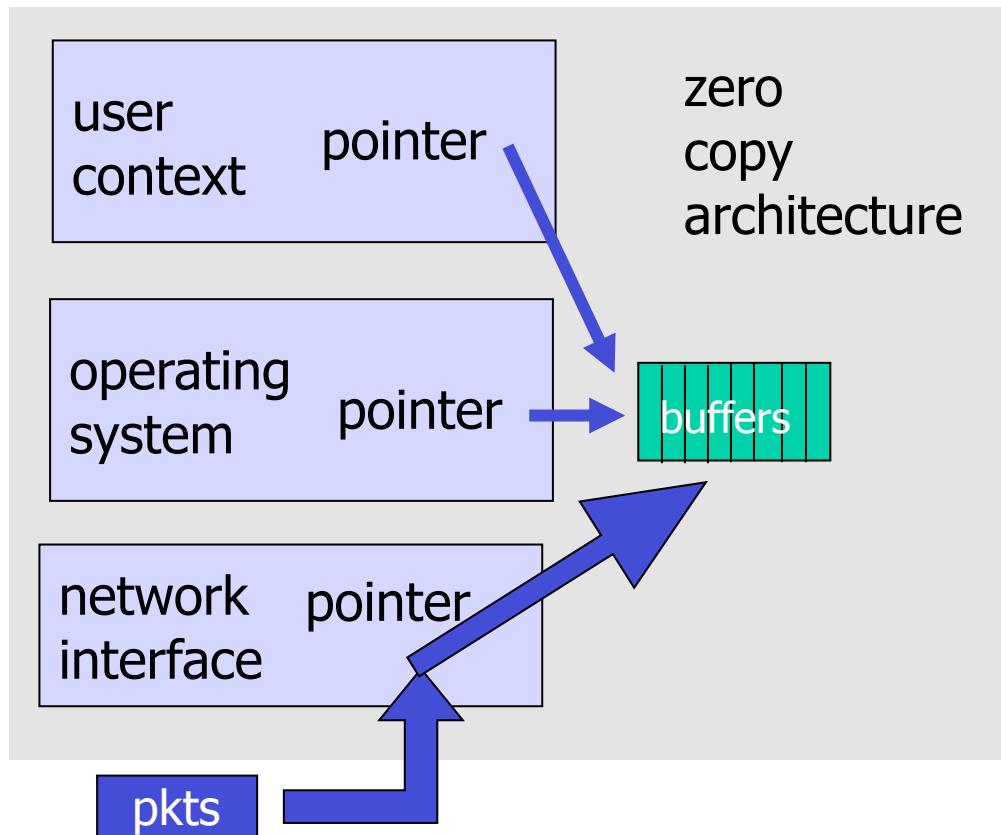 user
context
pointer
zero
copy
architecture
operating
system
pointer
buffers
network
interface
pointer
pkts